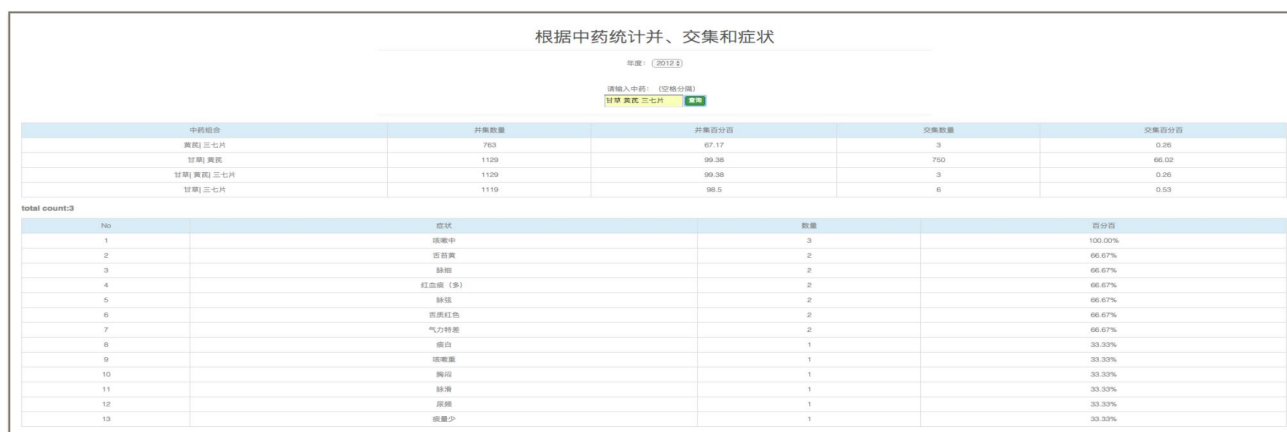 根据中药统计并、交集和症状
年度： 2012
请输入中药： （空格分隔）
甘草 黄芪 三七片 查询
中药组合 并集数量 并集百分百 交集数量 交集百分百
黄芪| 三七片 763 67.17 3 0.26
甘草| 黄芪 1129 99.38 750 66.02
甘草| 黄芪| 三七片 1129 99.38 3 0.26
甘草| 三七片 1119 98.5 6 0.53
total count:3
No 症状 数量 百分百
1 咳嗽中 3 100.00%
2 舌苔黄 2 66.67%
3 脉细 2 66.67%
4 红血痰（多） 2 66.67%
5 脉弦 2 66.67%
6 舌质红色 2 66.67%
7 气力特差 2 66.67%
8 痰白 1 33.33%
9 咳嗽重 1 33.33%
10 胸闷 1 33.33%
11 脉滑 1 33.33%
12 尿频 1 33.33%
13 痰量少 1 33.33%